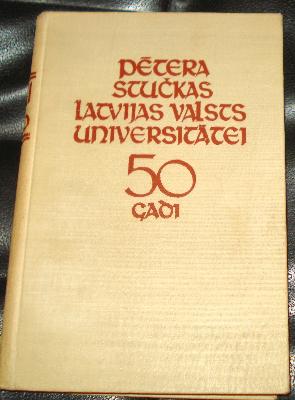 PĒTERA
STUČKAS
LATVIJAS VALSTS
UNIVERSITĀTEI
50
GADI